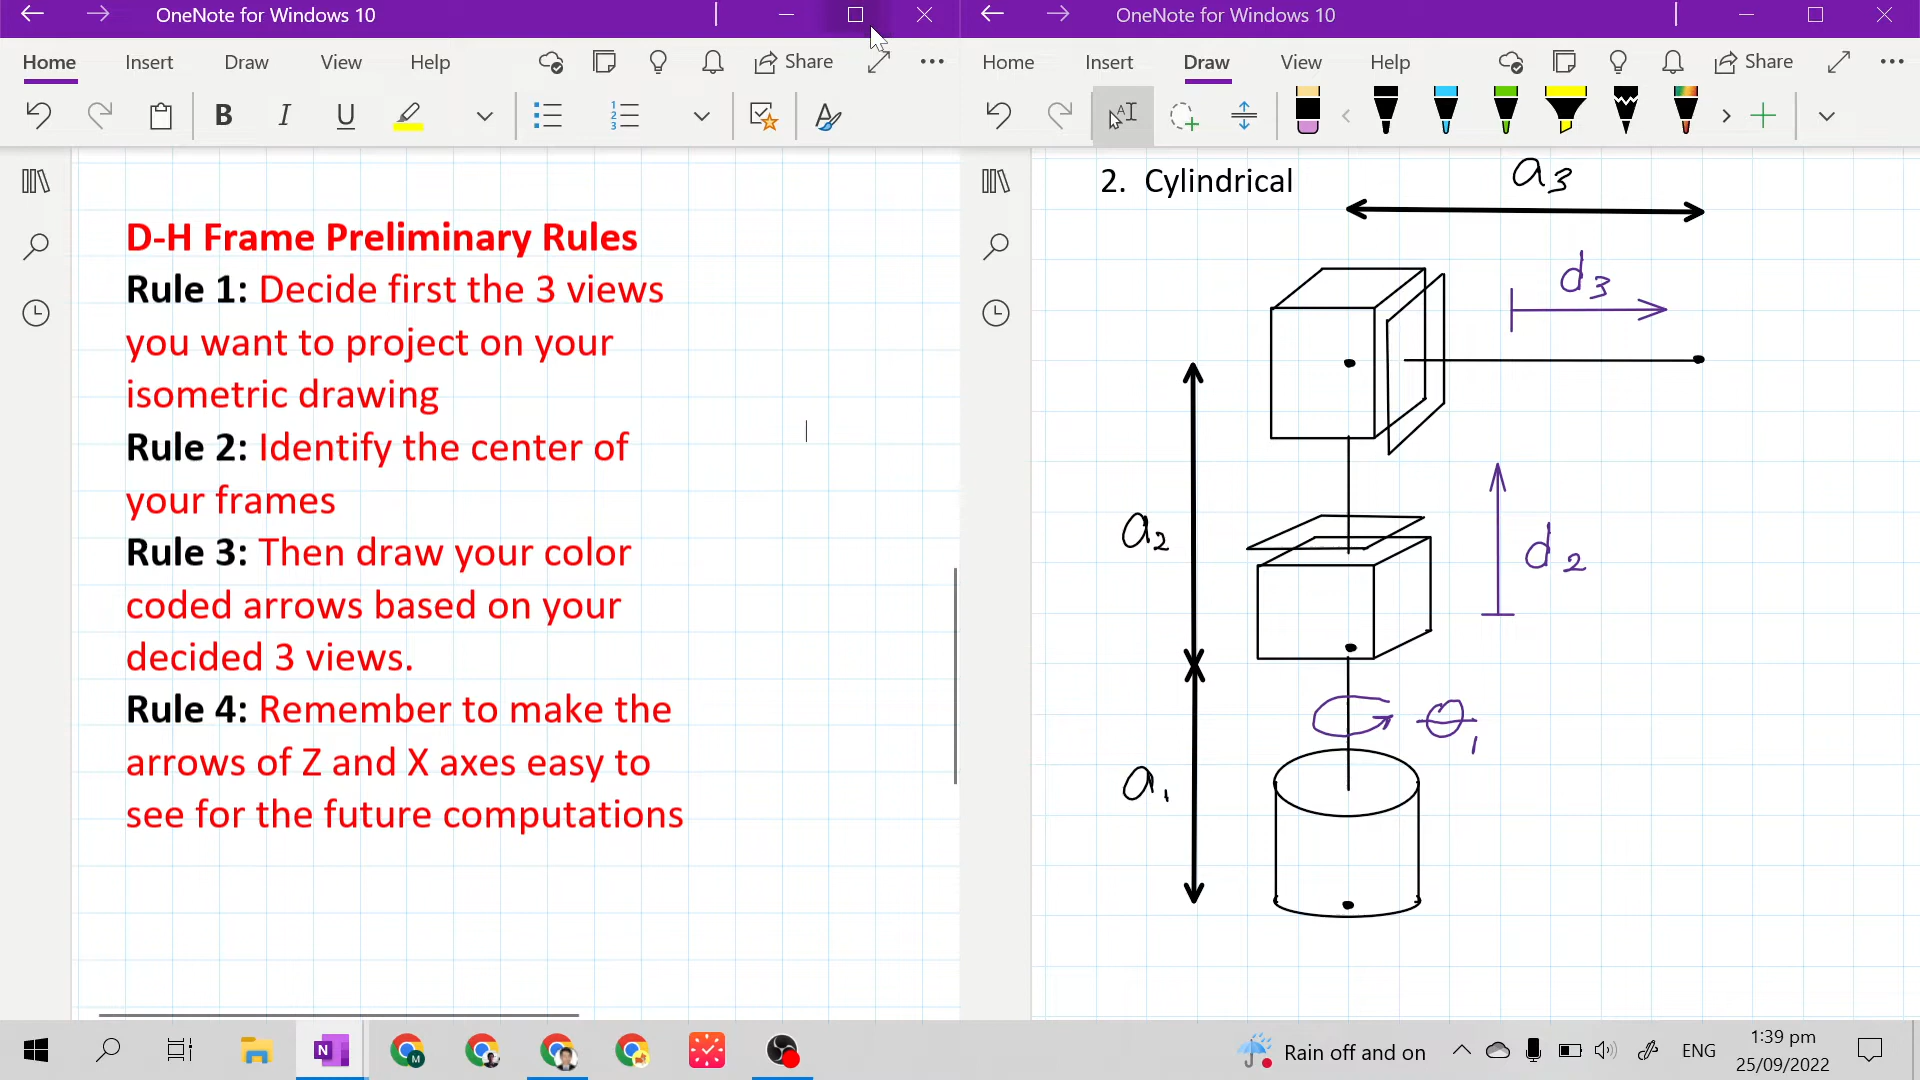 OneNote for Windows 10
OneNote for Windows 10
Home Insert Draw View Help Share
Home Insert Draw View Help Share
B I U
D-H Frame Preliminary Rules
Rule 1: Decide first the 3 views
you want to project on your
isometric drawing
Rule 2: Identify the center of
your frames
Rule 3: Then draw your color
coded arrows based on your
decided 3 views.
Rule 4: Remember to make the
arrows of Z and X axes easy to
see for the future computations
2. Cylindrical
a3
d3
a2
d2
θ1
a1
Rain off and on
ENG
1:39 pm
25/09/2022